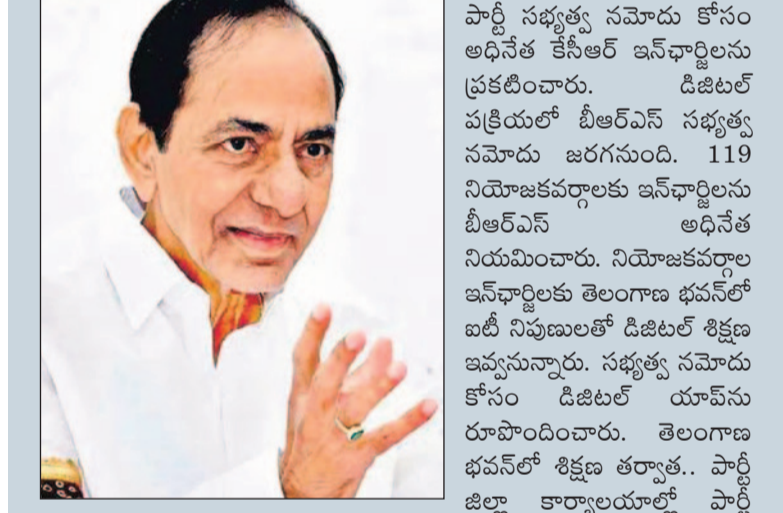 పార్టీ సభ్యత్వ నమోదు కోసం
అధినేత కేసీఆర్ ఇన్‌ఛార్జిలను
ప్రకటించారు. డిజిటల్
పక్రియలో బీఆర్ఎస్ సభ్యత్వ
నమోదు జరగనుంది. 119
నియోజకవర్గాలకు ఇన్‌ఛార్జిలను
బీఆర్ఎస్ అధినేత
నియమించారు. నియోజకవర్గాల
ఇన్‌ఛార్జిలకు తెలంగాణ భవన్‌లో
ఐటీ నిపుణులతో డిజిటల్ శిక్షణ
ఇవ్వనున్నారు. సభ్యత్వ నమోదు
కోసం డిజిటల్ యాప్‌ను
రూపొందించారు. తెలంగాణ
భవన్‌లో శిక్షణ తర్వాత.. పార్టీ
జిల్లా కార్యాలయాల్లో పార్టీ